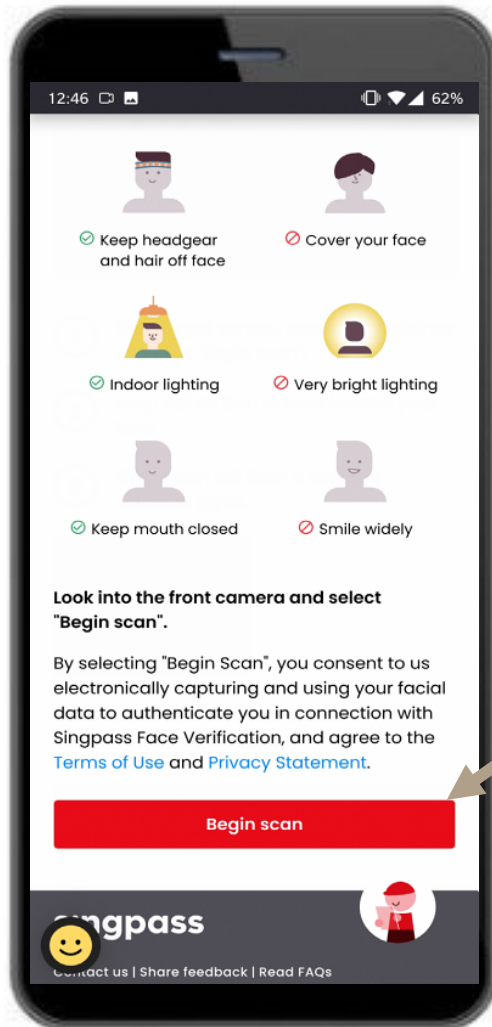 12:46 62%
Keep headgear
and hair off face
Cover your face
Indoor lighting
Very bright lighting
Keep mouth closed
Smile widely
Look into the front camera and select
"Begin scan".
By selecting "Begin Scan", you consent to us
electronically capturing and using your facial
data to authenticate you in connection with
Singpass Face Verification, and agree to the
Terms of Use and Privacy Statement.
Begin scan
singpass
Contact us | Share feedback | Read FAQs